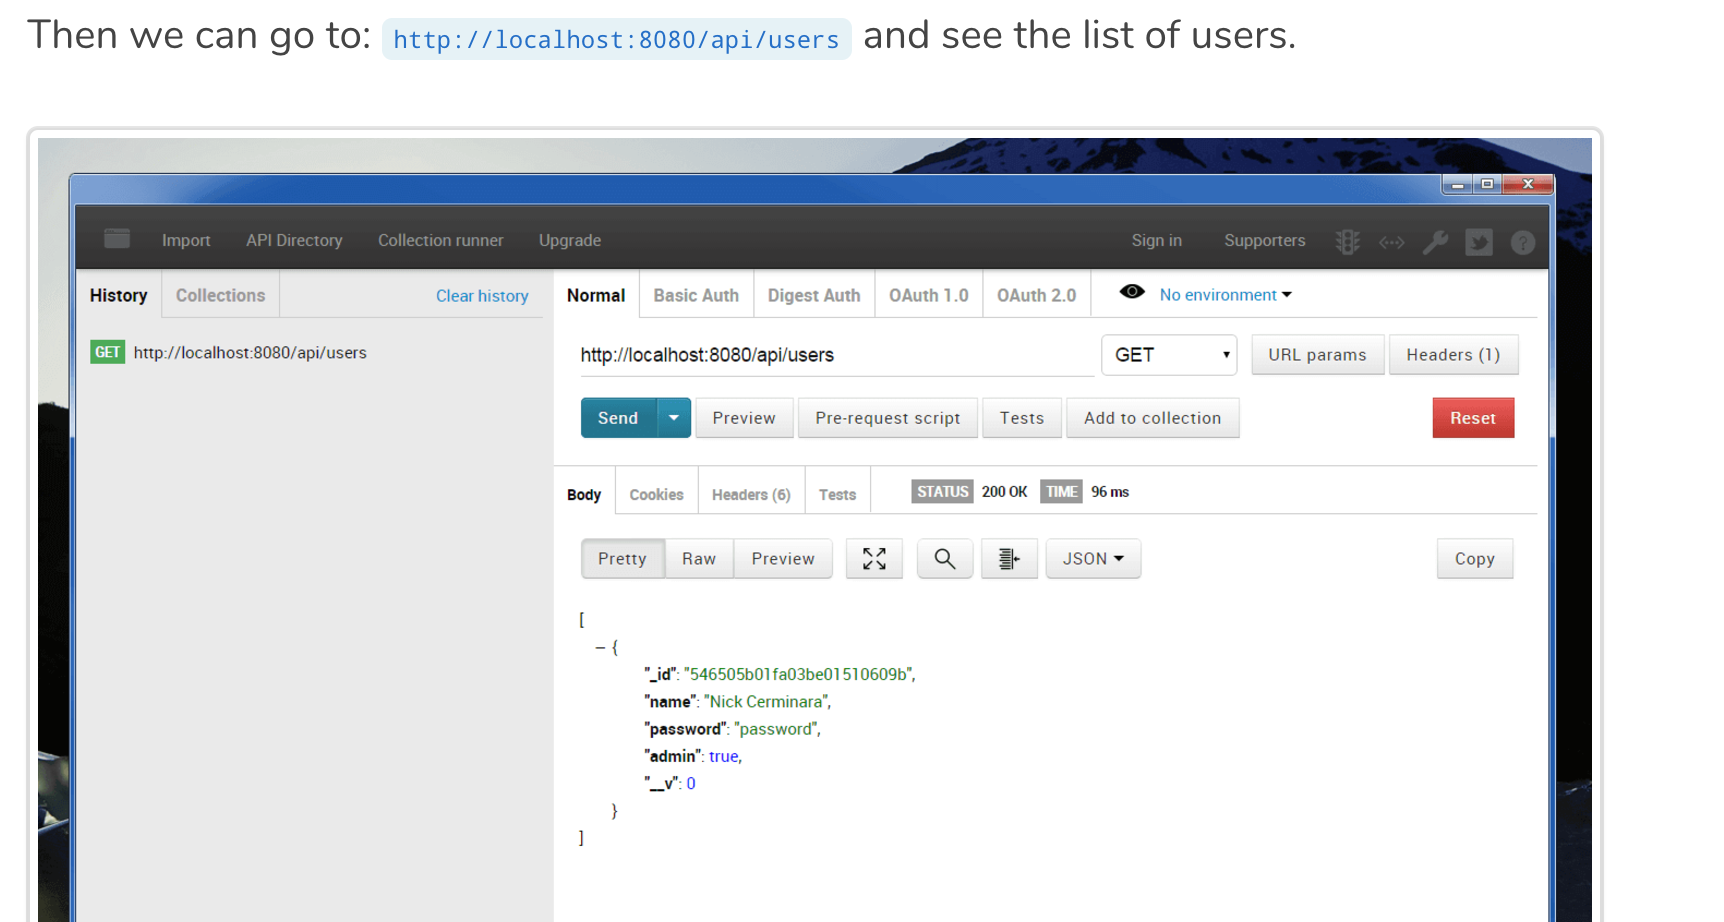 Then we can go to: http://localhost:8080/api/users and see the list of users.
Import API Directory Collection runner Upgrade Sign in Supporters
History Collections Clear history
GET http://localhost:8080/api/users
Normal Basic Auth Digest Auth OAuth 1.0 OAuth 2.0 No environment
http://localhost:8080/api/users GET URL params Headers (1)
Send Preview Pre-request script Tests Add to collection Reset
Body Cookies Headers (6) Tests STATUS 200 OK TIME 96 ms
Pretty Raw Preview JSON Copy
[
– {
"_id": "546505b01fa03be01510609b",
"name": "Nick Cerminara",
"password": "password",
"admin": true,
"__v": 0
}
]